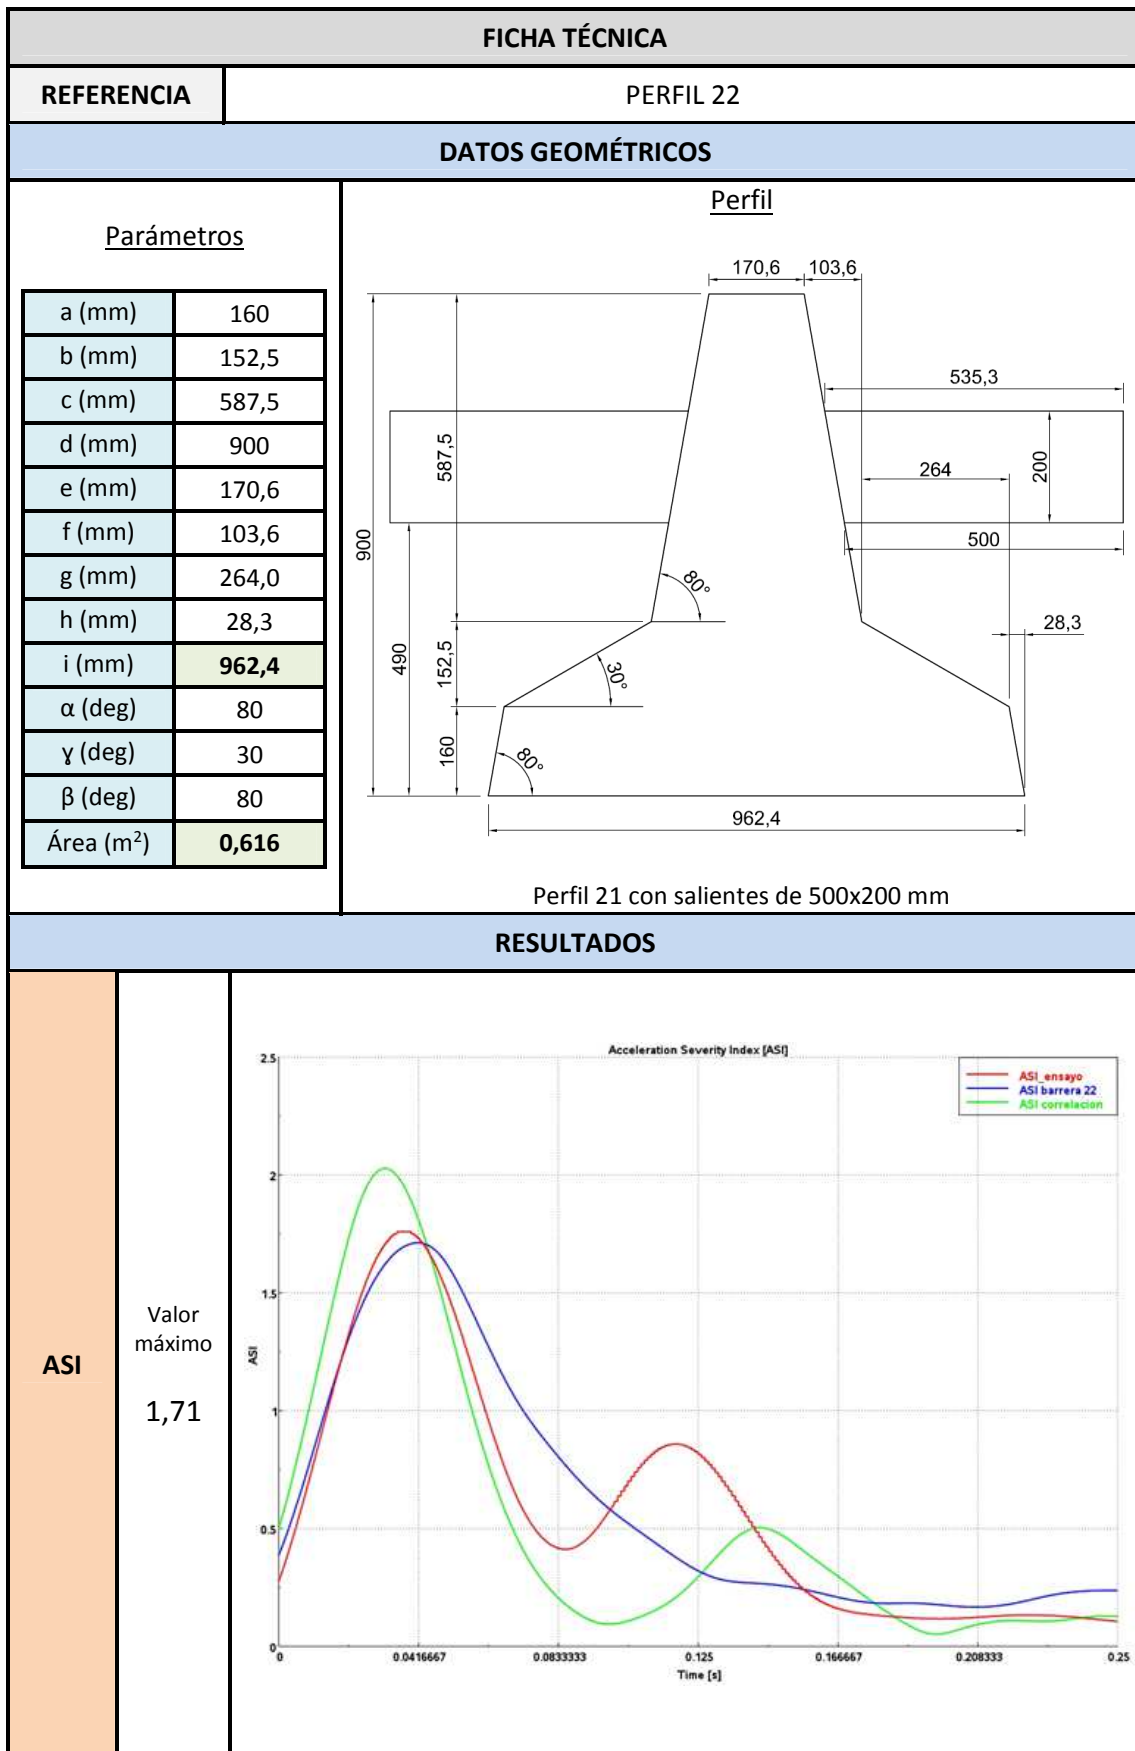 FICHA TÉCNICA
REFERENCIA PERFIL 22
DATOS GEOMÉTRICOS
Parámetros
a (mm) 160
b (mm) 152,5
c (mm) 587,5
d (mm) 900
e (mm) 170,6
f (mm) 103,6
g (mm) 264,0
h (mm) 28,3
i (mm) 962,4
α (deg) 80
γ (deg) 30
β (deg) 80
Área (m²) 0,616
Perfil
170,6 103,6
535,3
587,5
200
264
900
500
80°
28,3
490
152,5
30°
160
80°
962,4
Perfil 21 con salientes de 500x200 mm
RESULTADOS
ASI
Valor
máximo
1,71
Acceleration Severity Index [ASI]
ASI_ensayo
ASI barrera 22
ASI correlacion
2.5
2
1.5
1
0.5
0
ASI
0 0.0416667 0.0833333 0.125 0.166667 0.208333 0.25
Time [s]